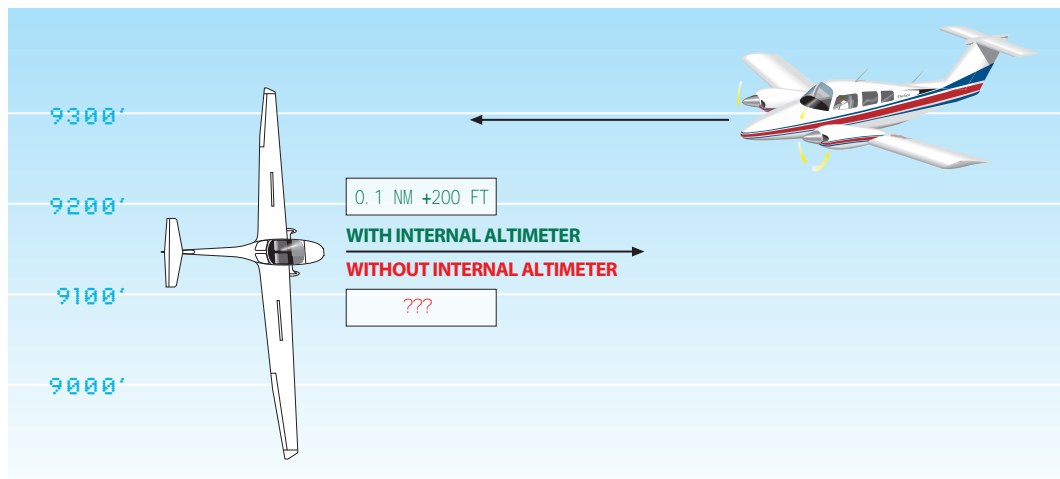 9300'
9200'
0.1 NM +200 FT
WITH INTERNAL ALTIMETER
WITHOUT INTERNAL ALTIMETER
9100'
???
9000'